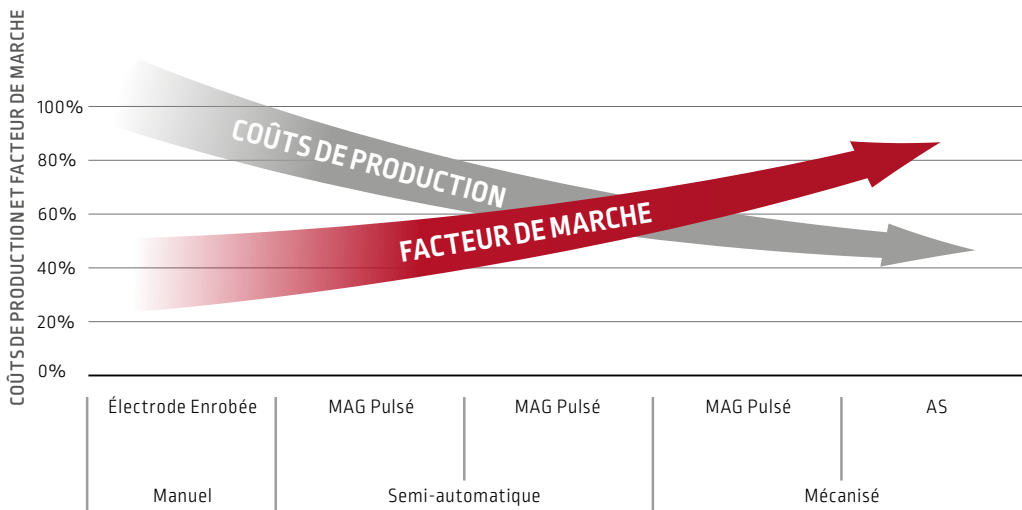 COÛTS DE PRODUCTION ET FACTEUR DE MARCHE
100%
80%
60%
40%
20%
0%
COÛTS DE PRODUCTION
FACTEUR DE MARCHE
Électrode Enrobée MAG Pulsé MAG Pulsé MAG Pulsé AS
Manuel Semi-automatique Mécanisé